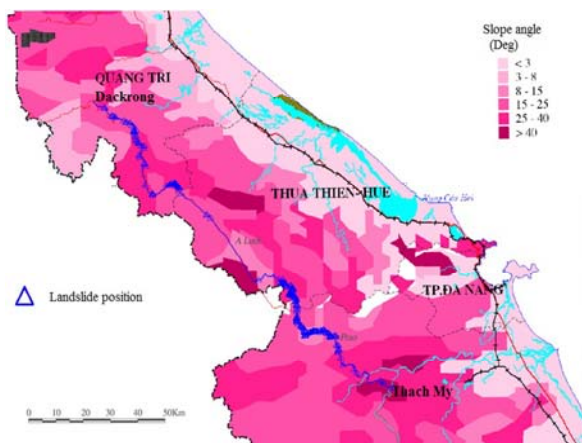 Slope angle
(Deg)
< 3
3 - 8
8 - 15
15 - 25
25 - 40
> 40
QUANG TRI
Dackrong
THUA THIEN-HUE
A Luoi
TP.ĐA NANG
Landslide position
Thach My
0 10 20 30 40 50Km